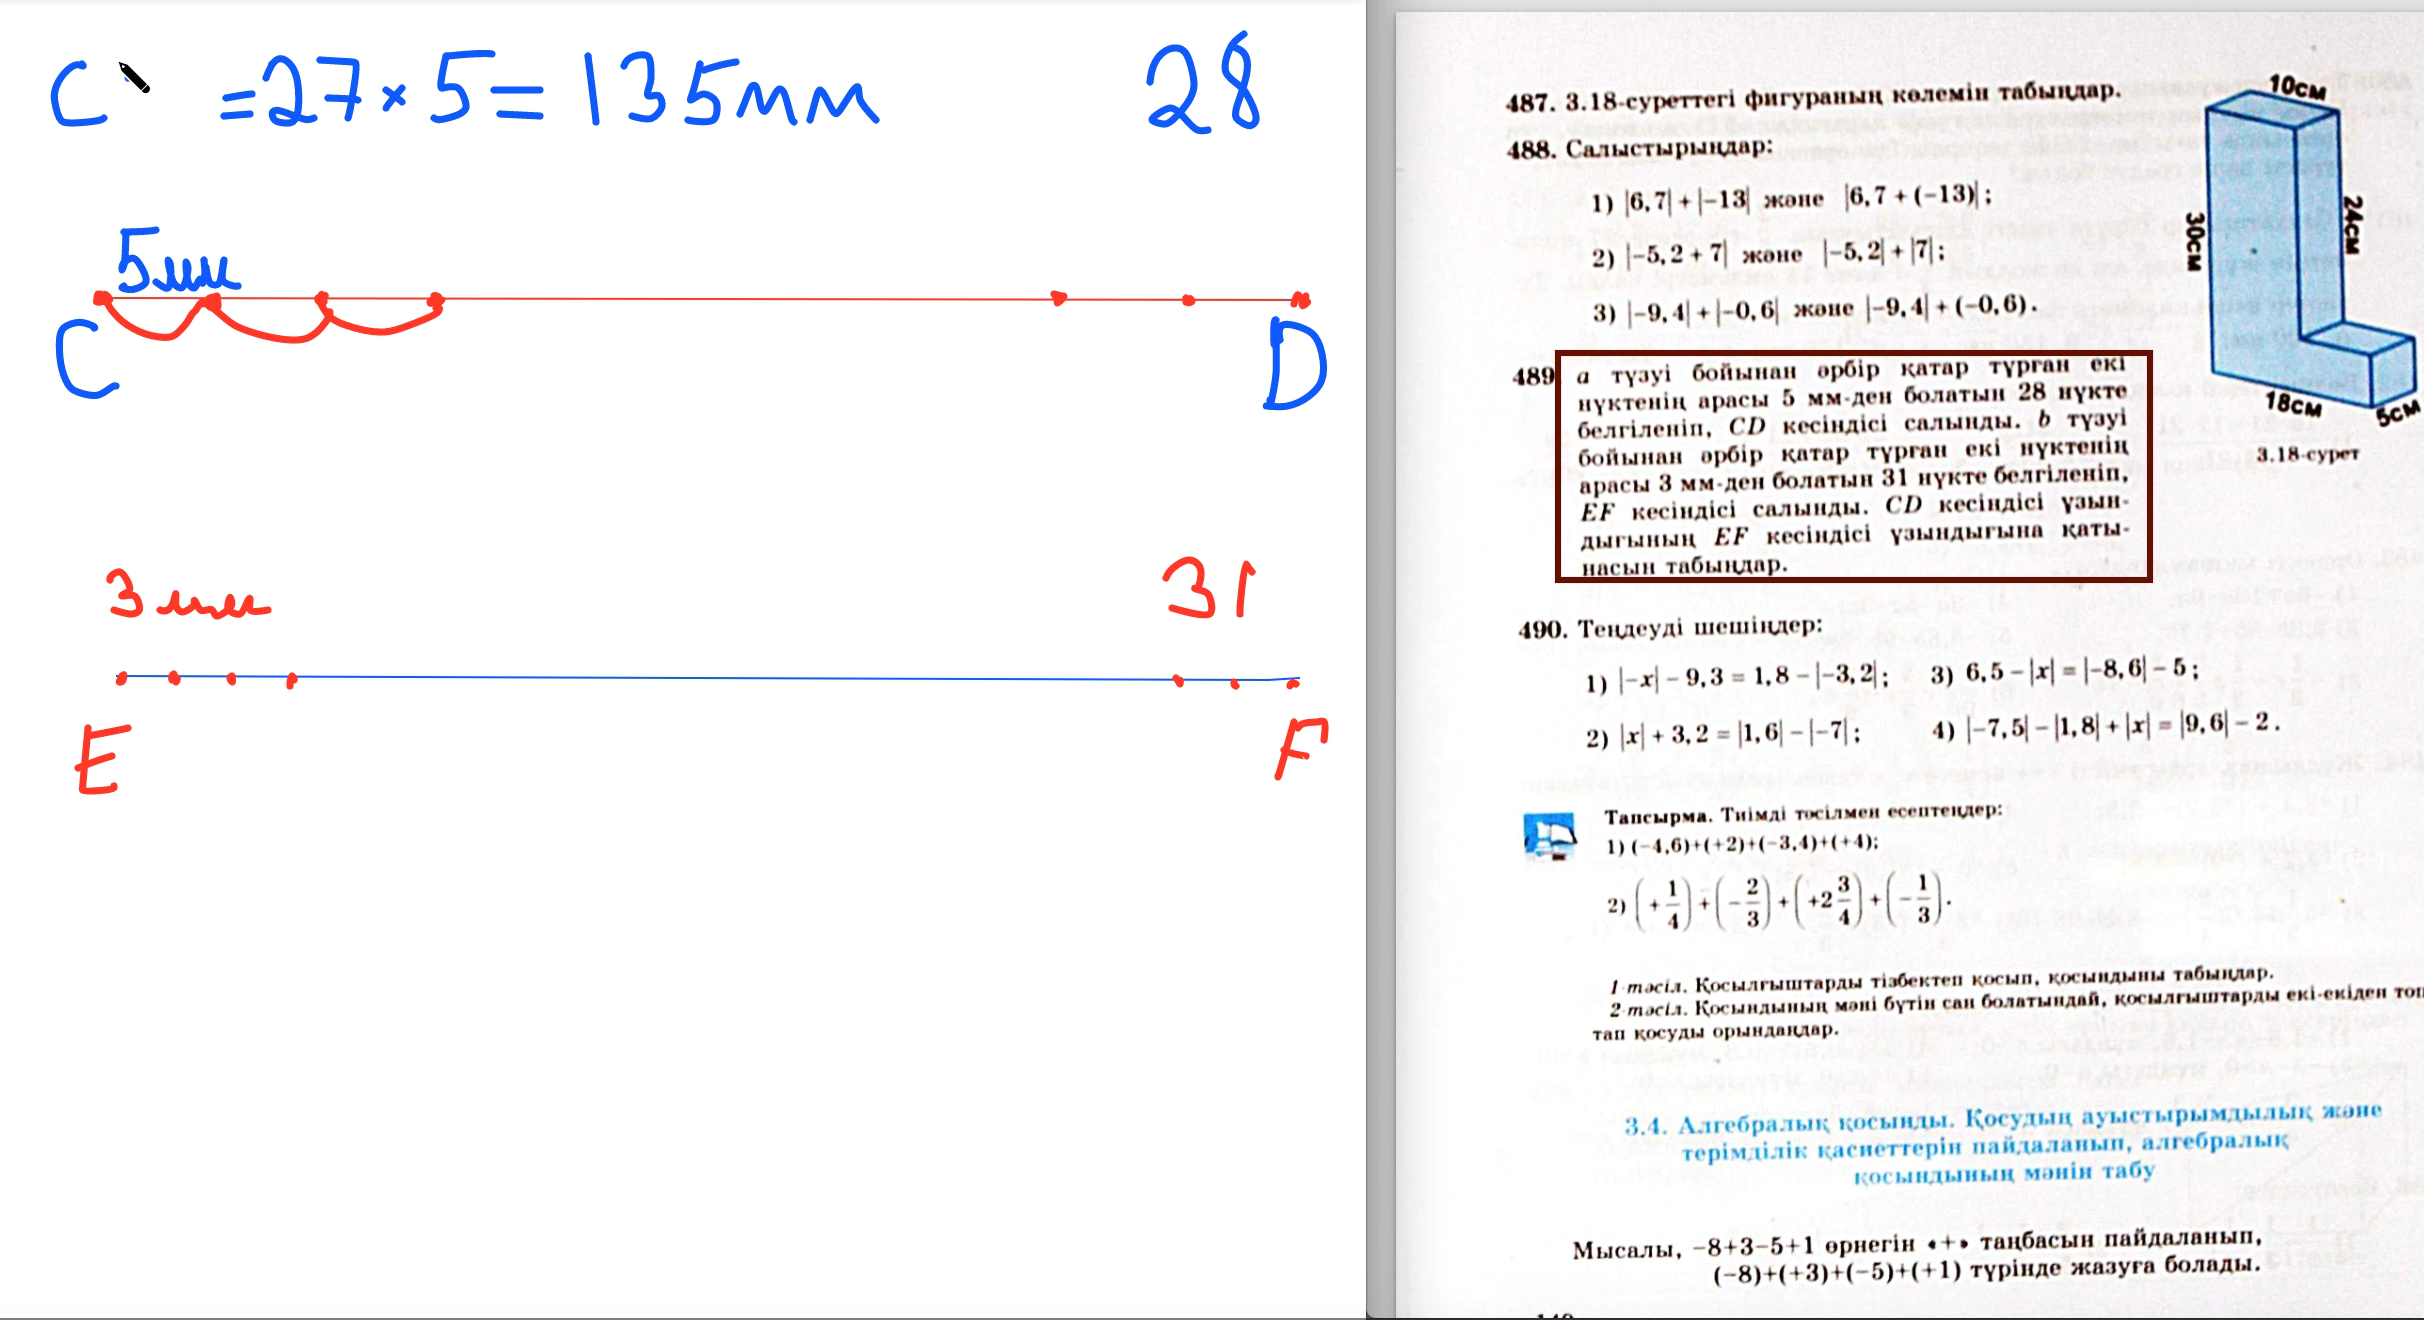 C = 27 × 5 = 135 мм
28
5 мм
C
D
3 мм
31
E
F
487. 3.18-суреттегі фигураның көлемін табыңдар.
488. Салыстырыңдар:
1) |6,7| + |−13| және |6,7 + (−13)|;
2) |−5,2 + 7| және |−5,2| + |7|;
3) |−9,4| + |−0,6| және |−9,4| + (−0,6).
10см
30см
24см
18см
5см
3.18-сурет
489 a түзуі бойынан әрбір қатар тұрған екі
нүктенің арасы 5 мм-ден болатын 28 нүкте
белгіленіп, CD кесіндісі салынды. b түзуі
бойынан әрбір қатар тұрған екі нүктенің
арасы 3 мм-ден болатын 31 нүкте белгіленіп,
EF кесіндісі салынды. CD кесіндісі ұзын-
дығының EF кесіндісі ұзындығына қаты-
насын табыңдар.
490. Теңдеуді шешіңдер:
1) |−x| − 9,3 = 1,8 − |−3,2|; 3) 6,5 − |x| = |−8,6| − 5;
2) |x| + 3,2 = |1,6| − |−7|; 4) |−7,5| − |1,8| + |x| = |9,6| − 2.
Тапсырма. Тиімді тәсілмен есептеңдер:
1) (−4,6)+(+2)+(−3,4)+(+4);
2) (+1/4) + (−2/3) + (+2 3/4) + (−1/3).
1-тәсіл. Қосылғыштарды тізбектеп қосып, қосындыны табыңдар.
2-тәсіл. Қосындының мәні бүтін сан болатындай, қосылғыштарды екі-екіден топ
тап қосуды орындаңдар.
3.4. Алгебралық қосынды. Қосудың ауыстырымдылық және
терімділік қасиеттерін пайдаланып, алгебралық
қосындының мәнін табу
Мысалы, −8+3−5+1 өрнегін «+» таңбасын пайдаланып,
(−8)+(+3)+(−5)+(+1) түрінде жазуға болады.